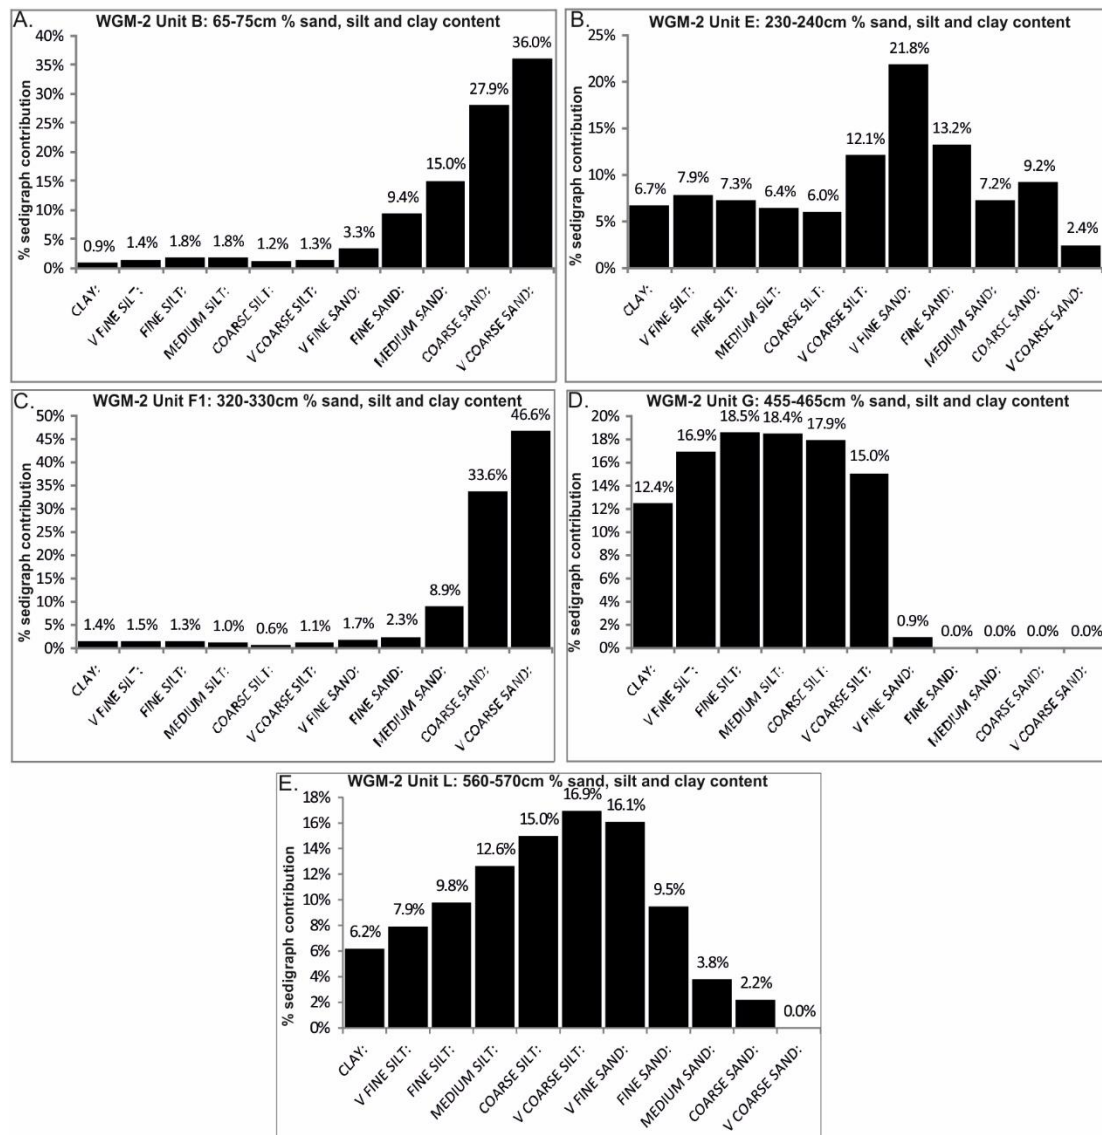 A.
WGM-2 Unit B: 65-75cm % sand, silt and clay content
% sedigraph contribution
40%
35%
30%
25%
20%
15%
10%
5%
0%
0.9%
1.4%
1.8%
1.8%
1.2%
1.3%
3.3%
9.4%
15.0%
27.9%
36.0%
CLAY:
V FINE SILT:
FINE SILT:
MEDIUM SILT:
COARSE SILT:
V COARSE SILT:
V FINE SAND:
FINE SAND:
MEDIUM SAND:
COARSE SAND:
V COARSE SAND:
B.
WGM-2 Unit E: 230-240cm % sand, silt and clay content
% sedigraph contribution
25%
20%
15%
10%
5%
0%
6.7%
7.9%
7.3%
6.4%
6.0%
12.1%
21.8%
13.2%
7.2%
9.2%
2.4%
CLAY:
V FINE SILT:
FINE SILT:
MEDIUM SILT:
COARSE SILT:
V COARSE SILT:
V FINE SAND:
FINE SAND:
MEDIUM SAND:
COARSE SAND:
V COARSE SAND:
C.
WGM-2 Unit F1: 320-330cm % sand, silt and clay content
% sedigraph contribution
50%
45%
40%
35%
30%
25%
20%
15%
10%
5%
0%
1.4%
1.5%
1.3%
1.0%
0.6%
1.1%
1.7%
2.3%
8.9%
33.6%
46.6%
CLAY:
V FINE SILT:
FINE SILT:
MEDIUM SILT:
COARSE SILT:
V COARSE SILT:
V FINE SAND:
FINE SAND:
MEDIUM SAND:
COARSE SAND:
V COARSE SAND:
D.
WGM-2 Unit G: 455-465cm % sand, silt and clay content
% sedigraph contribution
20%
18%
16%
14%
12%
10%
8%
6%
4%
2%
0%
12.4%
16.9%
18.5%
18.4%
17.9%
15.0%
0.9%
0.0%
0.0%
0.0%
0.0%
CLAY:
V FINE SILT:
FINE SILT:
MEDIUM SILT:
COARSE SILT:
V COARSE SILT:
V FINE SAND:
FINE SAND:
MEDIUM SAND:
COARSE SAND:
V COARSE SAND:
E.
WGM-2 Unit L: 560-570cm % sand, silt and clay content
% sedigraph contribution
18%
16%
14%
12%
10%
8%
6%
4%
2%
0%
6.2%
7.9%
9.8%
12.6%
15.0%
16.9%
16.1%
9.5%
3.8%
2.2%
0.0%
CLAY:
V FINE SILT:
FINE SILT:
MEDIUM SILT:
COARSE SILT:
V COARSE SILT:
V FINE SAND:
FINE SAND:
MEDIUM SAND:
COARSE SAND:
V COARSE SAND: